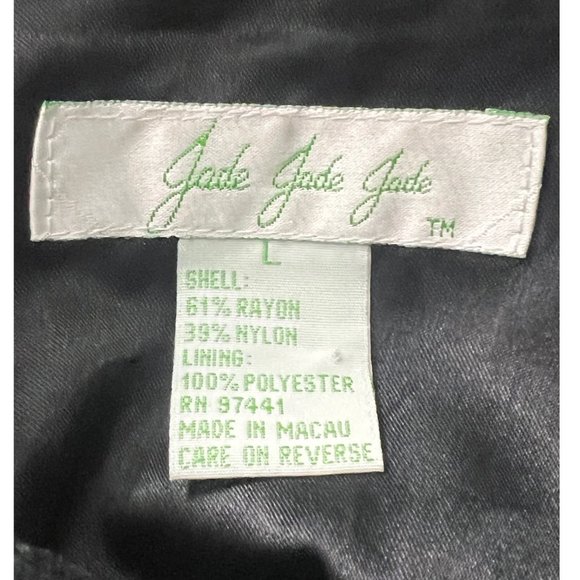 Jade Jade Jade
TM
L
SHELL:
61% RAYON
39% NYLON
LINING:
100% POLYESTER
RN 97441
MADE IN MACAU
CARE ON REVERSE